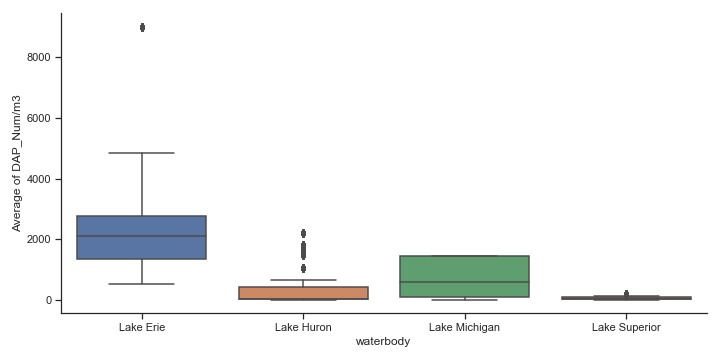 Average of DAP_Num/m3
8000
6000
4000
2000
0
Lake Erie
Lake Huron
Lake Michigan
Lake Superior
waterbody